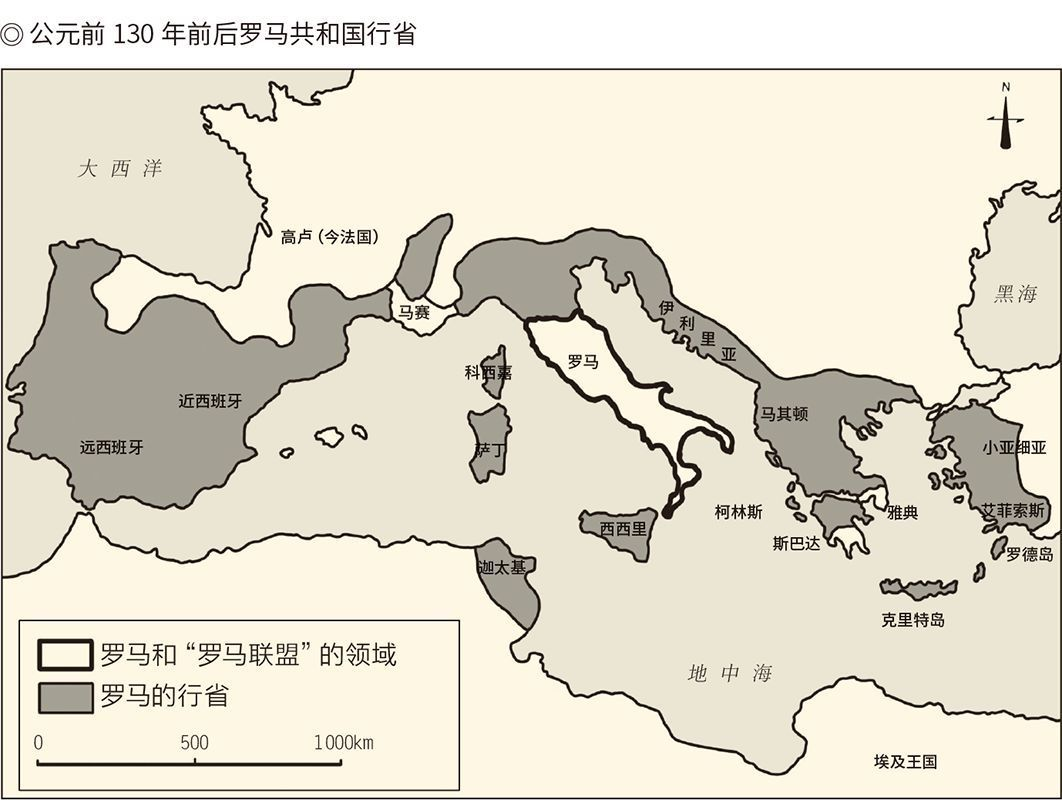 ◎ 公元前 130 年前后罗马共和国行省
N
大西洋
高卢（今法国）
黑海
马赛
伊利里亚
罗马
科西嘉
近西班牙
马其顿
远西班牙
萨丁
小亚细亚
柯林斯
雅典
艾菲索斯
西西里
斯巴达
罗德岛
迦太基
克里特岛
罗马和“罗马联盟”的领域
地中海
罗马的行省
0 500 1000km
埃及王国